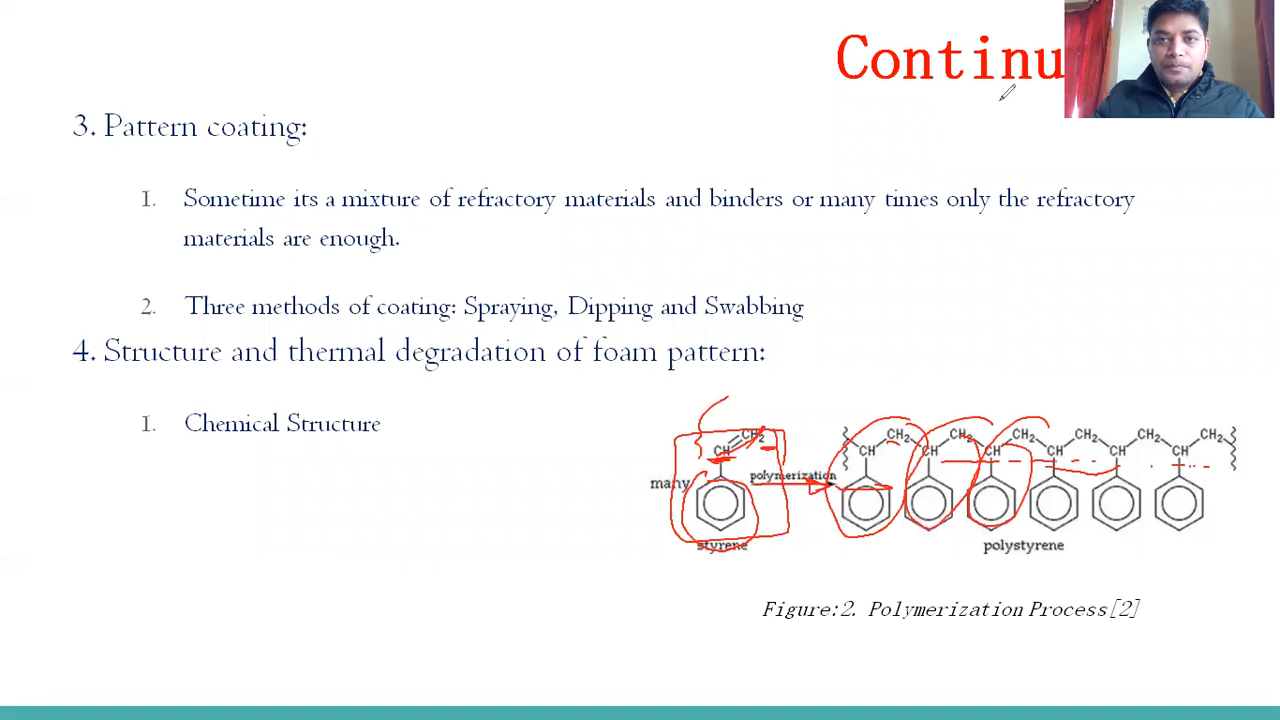 Continu
3. Pattern coating:
1. Sometime its a mixture of refractory materials and binders or many times only the refractory
materials are enough.
2. Three methods of coating: Spraying, Dipping and Swabbing
4. Structure and thermal degradation of foam pattern:
1. Chemical Structure
CH2 CH2 CH2 CH2 CH2 CH2 CH2
CH CH CH CH CH CH CH
many polymerization
styrene polystyrene
Figure:2. Polymerization Process[2]